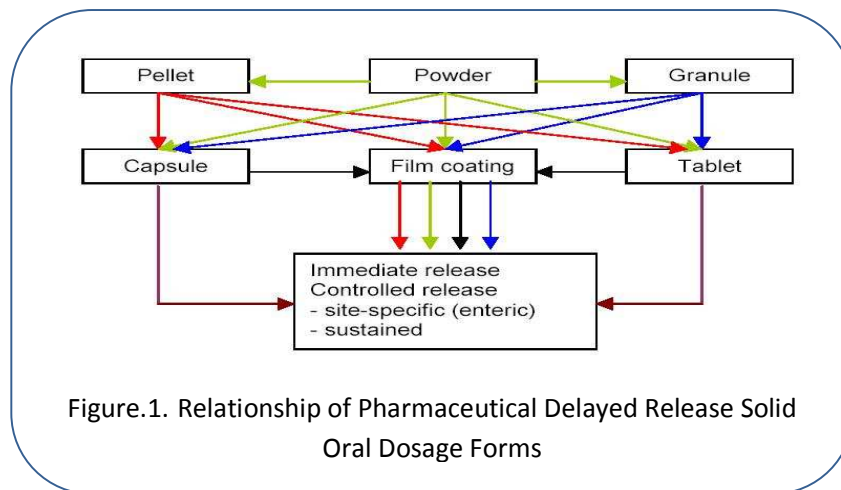 Pellet Powder Granule
Capsule Film coating Tablet
Immediate release
Controlled release
- site-specific (enteric)
- sustained
Figure.1. Relationship of Pharmaceutical Delayed Release Solid
Oral Dosage Forms